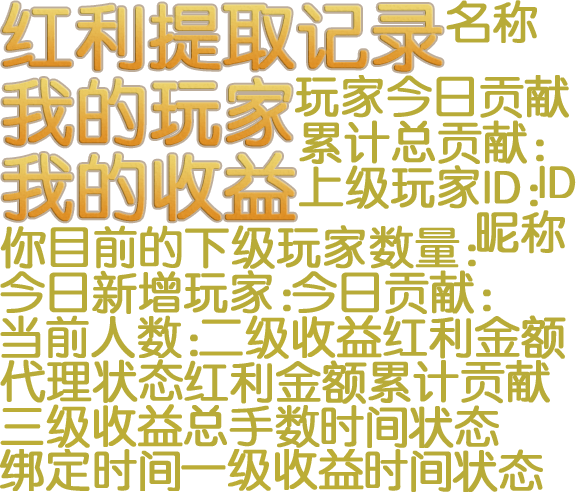 红利提取记录名称
我的玩家玩家今日贡献
累计总贡献:
我的收益上级玩家ID:ID
你目前的下级玩家数量:昵称
今日新增玩家:今日贡献:
当前人数:二级收益红利金额
代理状态红利金额累计贡献
三级收益总手数时间状态
绑定时间一级收益时间状态